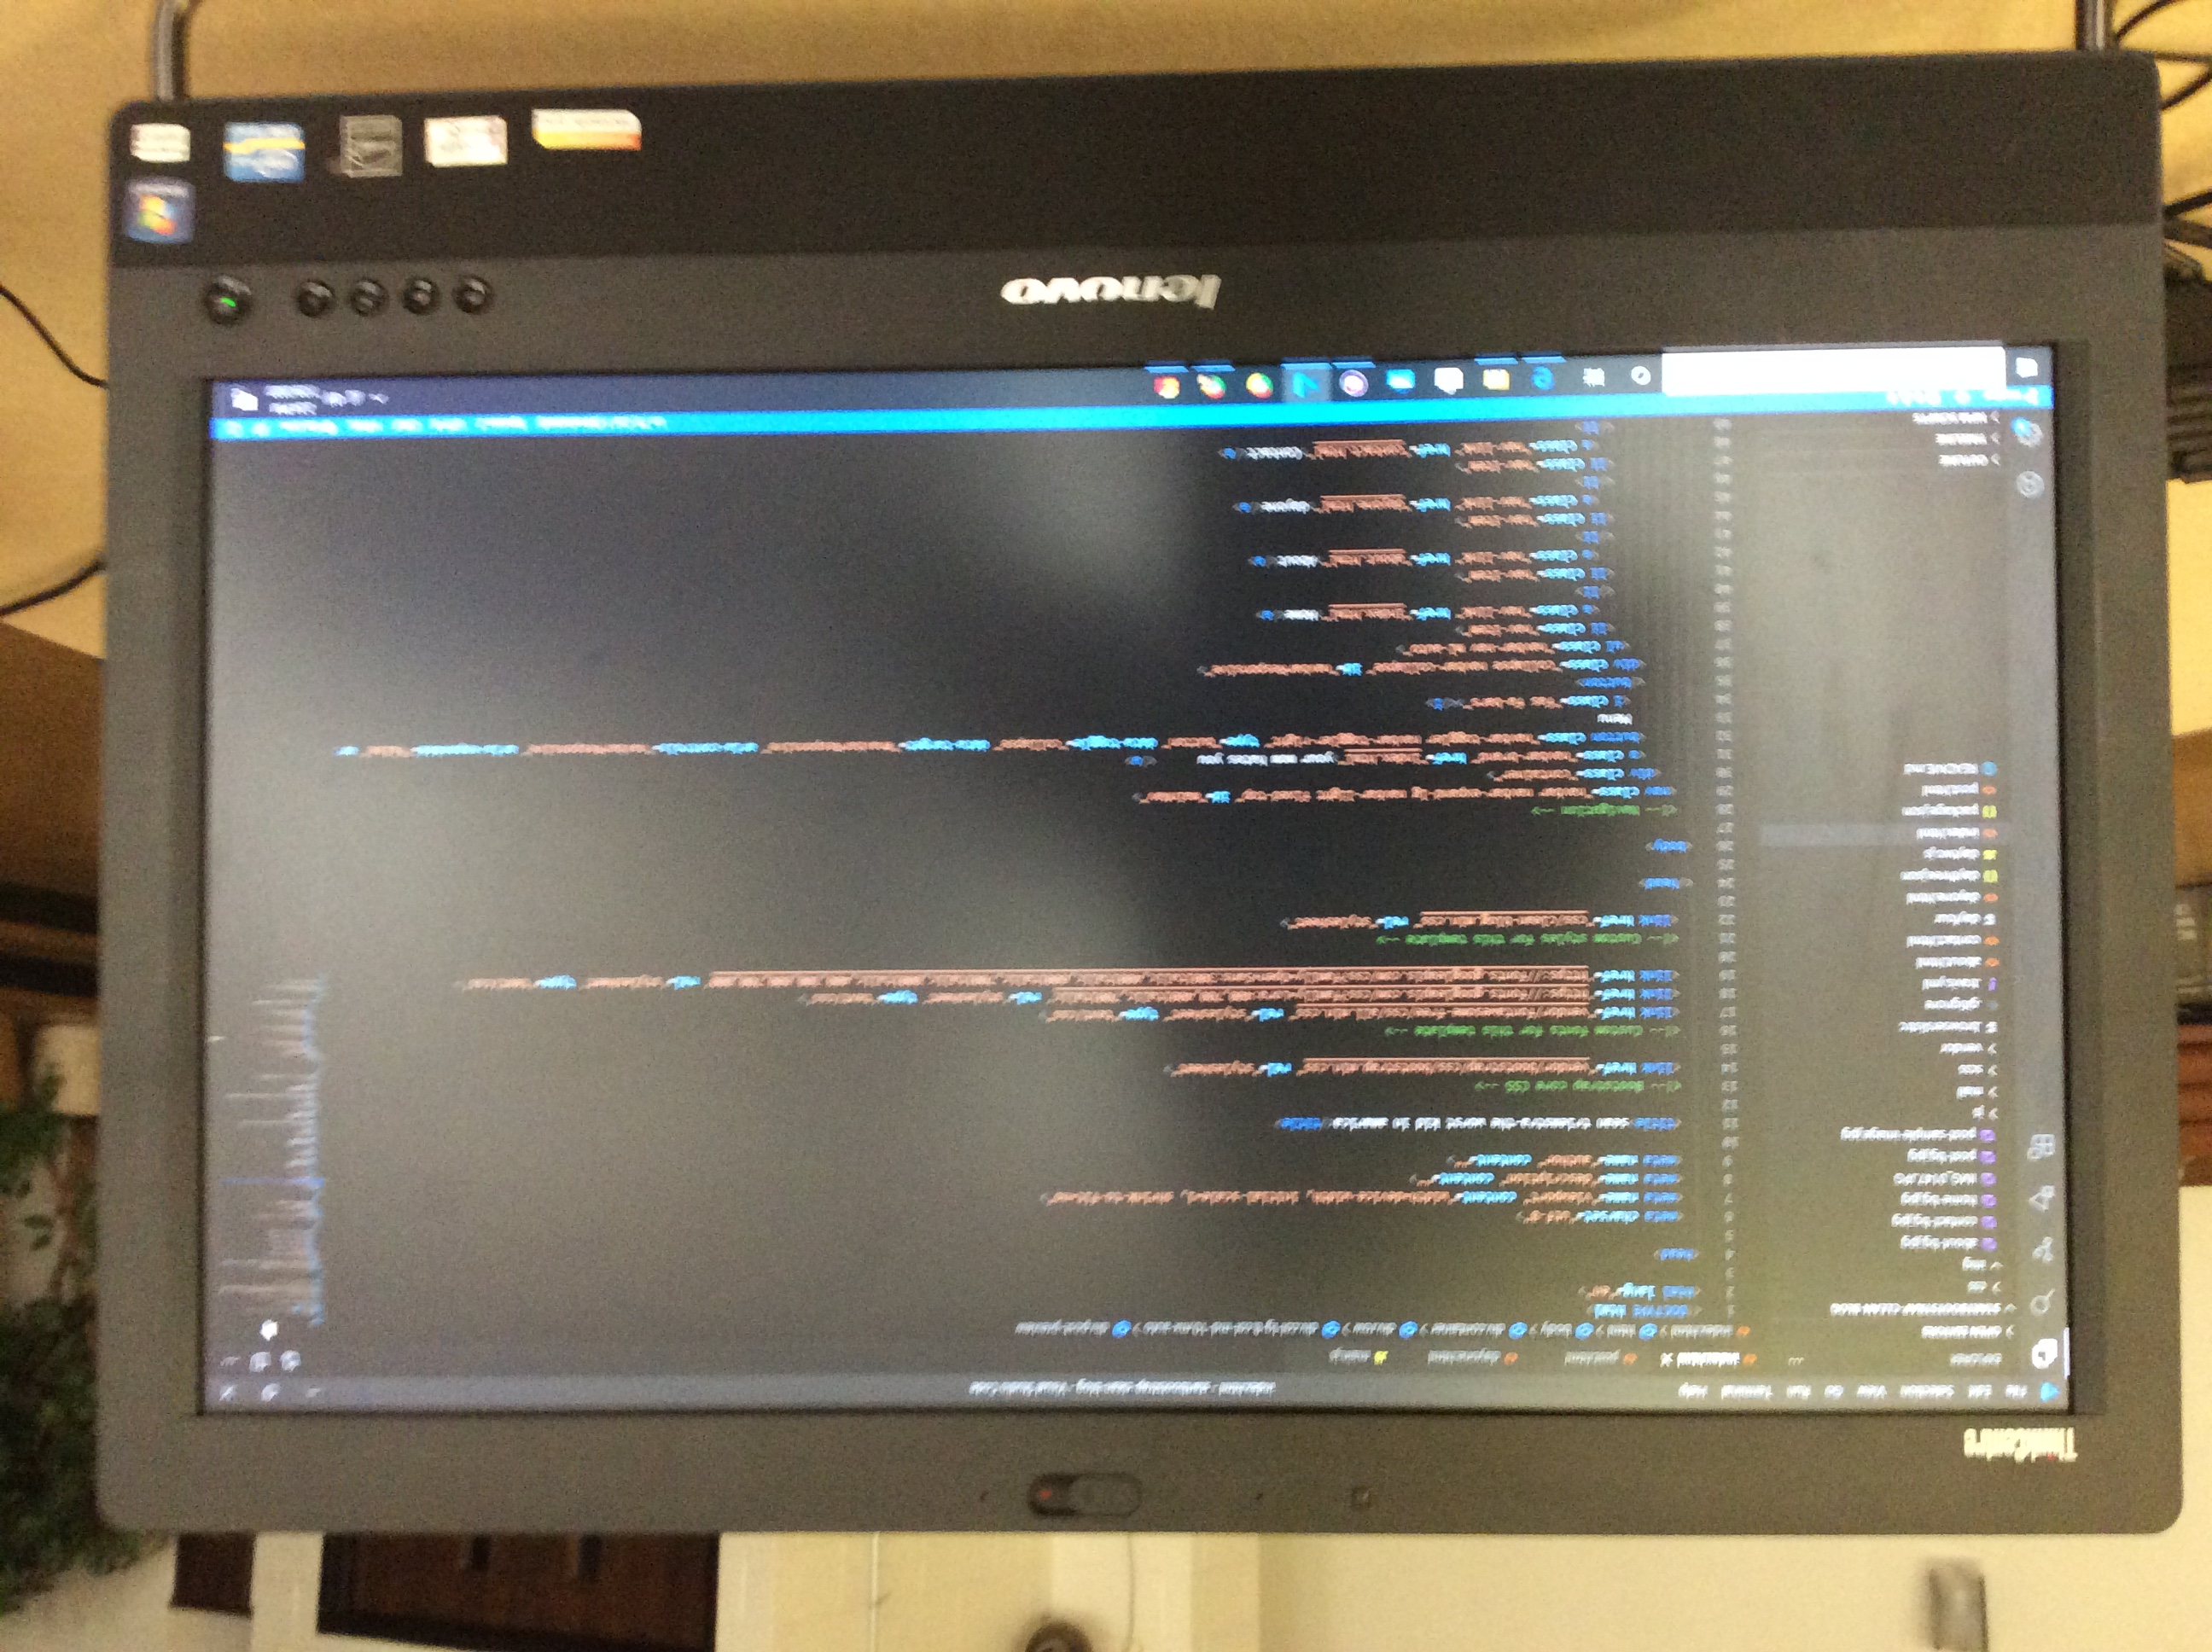 ThinkCentre
File Edit Selection View Go Run Terminal Help
index.html - startbootstrap-clean-blog - Visual Studio Code
EXPLORER
index.html
post.html
dayone.html
main.js
OPEN EDITORS
index.html > html > body > div.container > div.row > div.col-lg-8.col-md-10.mx-auto > div.post-preview
STARTBOOTSTRAP-CLEAN-BLOG
css
img
about-bg.jpg
contact-bg.jpg
home-bg.jpg
IMG_0147.JPG
post-bg.jpg
post-sample-image.jpg
js
mail
scss
vendor
.browserslistrc
.gitignore
.travis.yml
about.html
contact.html
dayfour
dayone.html
daythree.json
daytwo.js
index.html
package.json
post.html
README.md
OUTLINE
TIMELINE
NPM SCRIPTS
1 <!DOCTYPE html>
2 <html lang="en">
3
4 <head>
5
6 <meta charset="utf-8">
7 <meta name="viewport" content="width=device-width, initial-scale=1, shrink-to-fit=no">
8 <meta name="description" content="">
9 <meta name="author" content="">
10
11 <title>sean trienstra-the worst kid in america</title>
12
13 <!-- Bootstrap core CSS -->
14 <link href="vendor/bootstrap/css/bootstrap.min.css" rel="stylesheet">
15
16 <!-- Custom fonts for this template -->
17 <link href="vendor/fontawesome-free/css/all.min.css" rel="stylesheet" type="text/css">
18 <link href="https://fonts.googleapis.com/css?family= rel="stylesheet" type="text/css">
19 <link href="https://fonts.googleapis.com/css?family=Open+Sans: rel="stylesheet" type="text/css">
20
21 <!-- Custom styles for this template -->
22 <link href="css/clean-blog.min.css" rel="stylesheet">
23
24 </head>
25
26 <body>
27
28 <!-- Navigation -->
29 <nav class="navbar navbar-expand-lg navbar-light fixed-top" id="mainNav">
30 <div class="container">
31 <a class="navbar-brand" href="index.html">your mom hates you </a>
32 <button class="navbar-toggler navbar-toggler-right" type="button" data-toggle="collapse" data-target="#navbarResponsive" aria-controls="navbarResponsive" aria-expanded="false" ar
33 Menu
34 <i class="fas fa-bars"></i>
35 </button>
36 <div class="collapse navbar-collapse" id="navbarResponsive">
37 <ul class="navbar-nav ml-auto">
38 <li class="nav-item">
39 <a class="nav-link" href="index.html">Home</a>
40 </li>
41 <li class="nav-item">
42 <a class="nav-link" href="about.html">About</a>
43 </li>
44 <li class="nav-item">
45 <a class="nav-link" href="dayone.html">dayone</a>
46 </li>
47 <li class="nav-item">
48 <a class="nav-link" href="contact.html">Contact</a>
49 </li>
lenovo